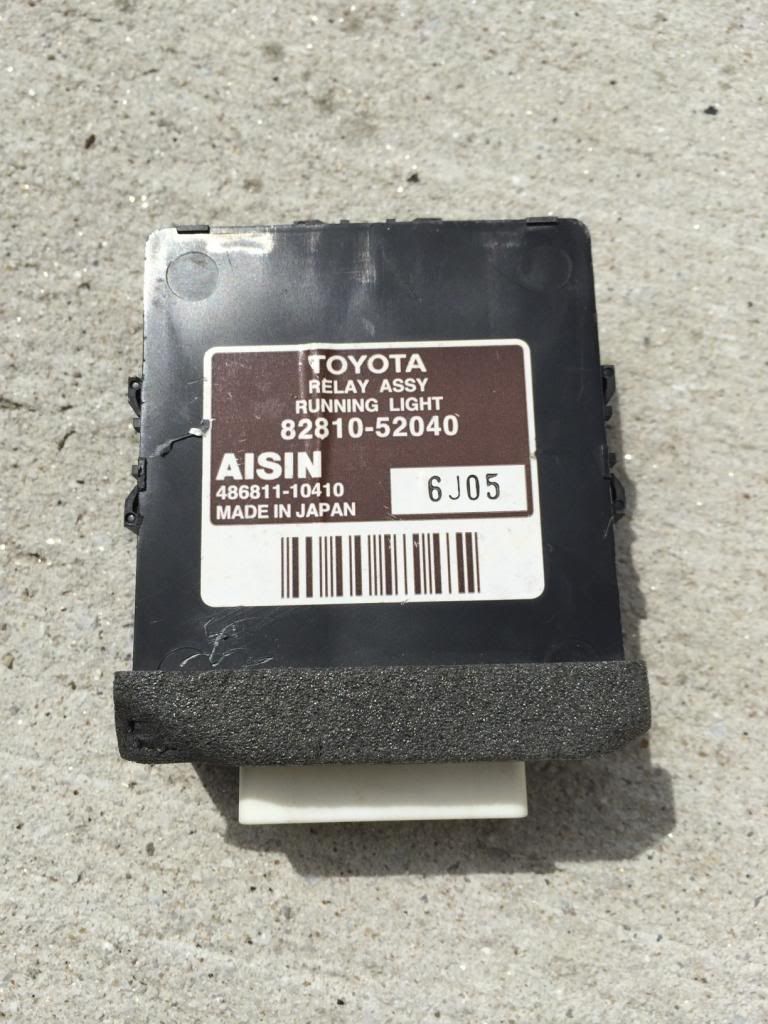 TOYOTA
RELAY ASSY
RUNNING LIGHT
82810-52040
AISIN
486811-10410
MADE IN JAPAN
6J05